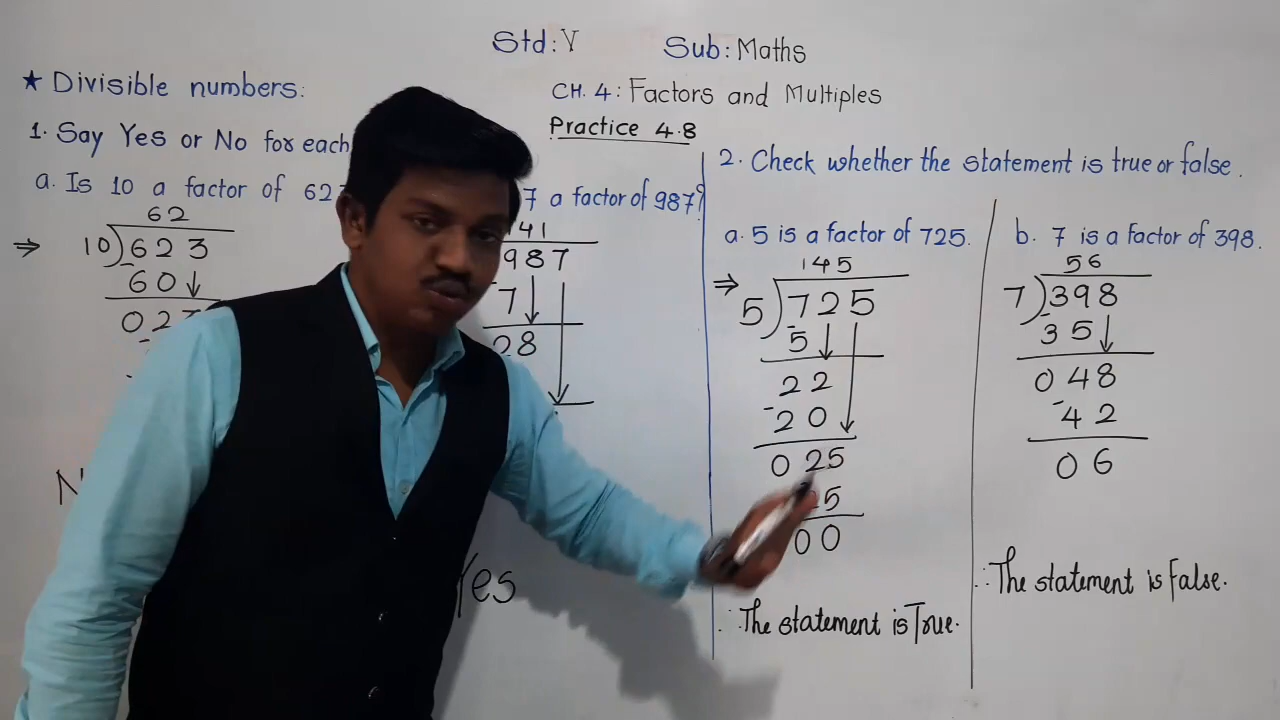 Std: V Sub: Maths
★ Divisible numbers:
CH. 4: Factors and Multiples
Practice 4.8
1. Say Yes or No for each
a. Is 10 a factor of 62
7 a factor of 987?
62
10)623
- 60
02
41
987
- 7
28
Yes
2. Check whether the statement is true or false.
a. 5 is a factor of 725.
145
⇒ 5)725
- 5
22
- 20
025
5
00
∴ The statement is True.
b. 7 is a factor of 398.
56
7)398
- 35
048
- 42
06
∴ The statement is False.